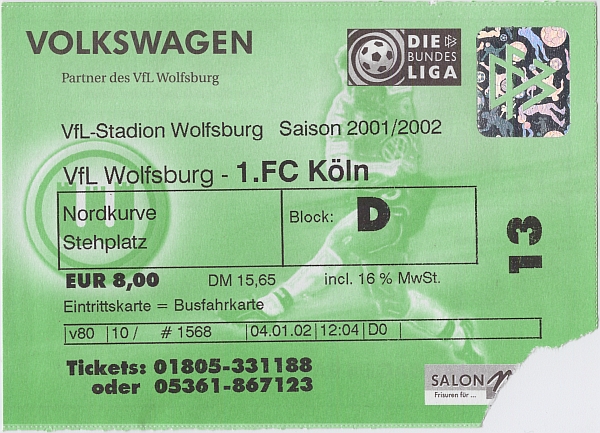 VOLKSWAGEN
Partner des VfL Wolfsburg
DIE
BUNDES
LIGA
VfL-Stadion Wolfsburg Saison 2001/2002
VfL Wolfsburg - 1.FC Köln
Nordkurve
Stehplatz
Block: D
13
EUR 8,00 DM 15,65 incl. 16 % MwSt.
Eintrittskarte = Busfahrkarte
v80 | 10 / # 1568 | 04.01.02 | 12:04 | D0
Tickets: 01805-331188
oder 05361-867123
SALON
Frisuren für ...